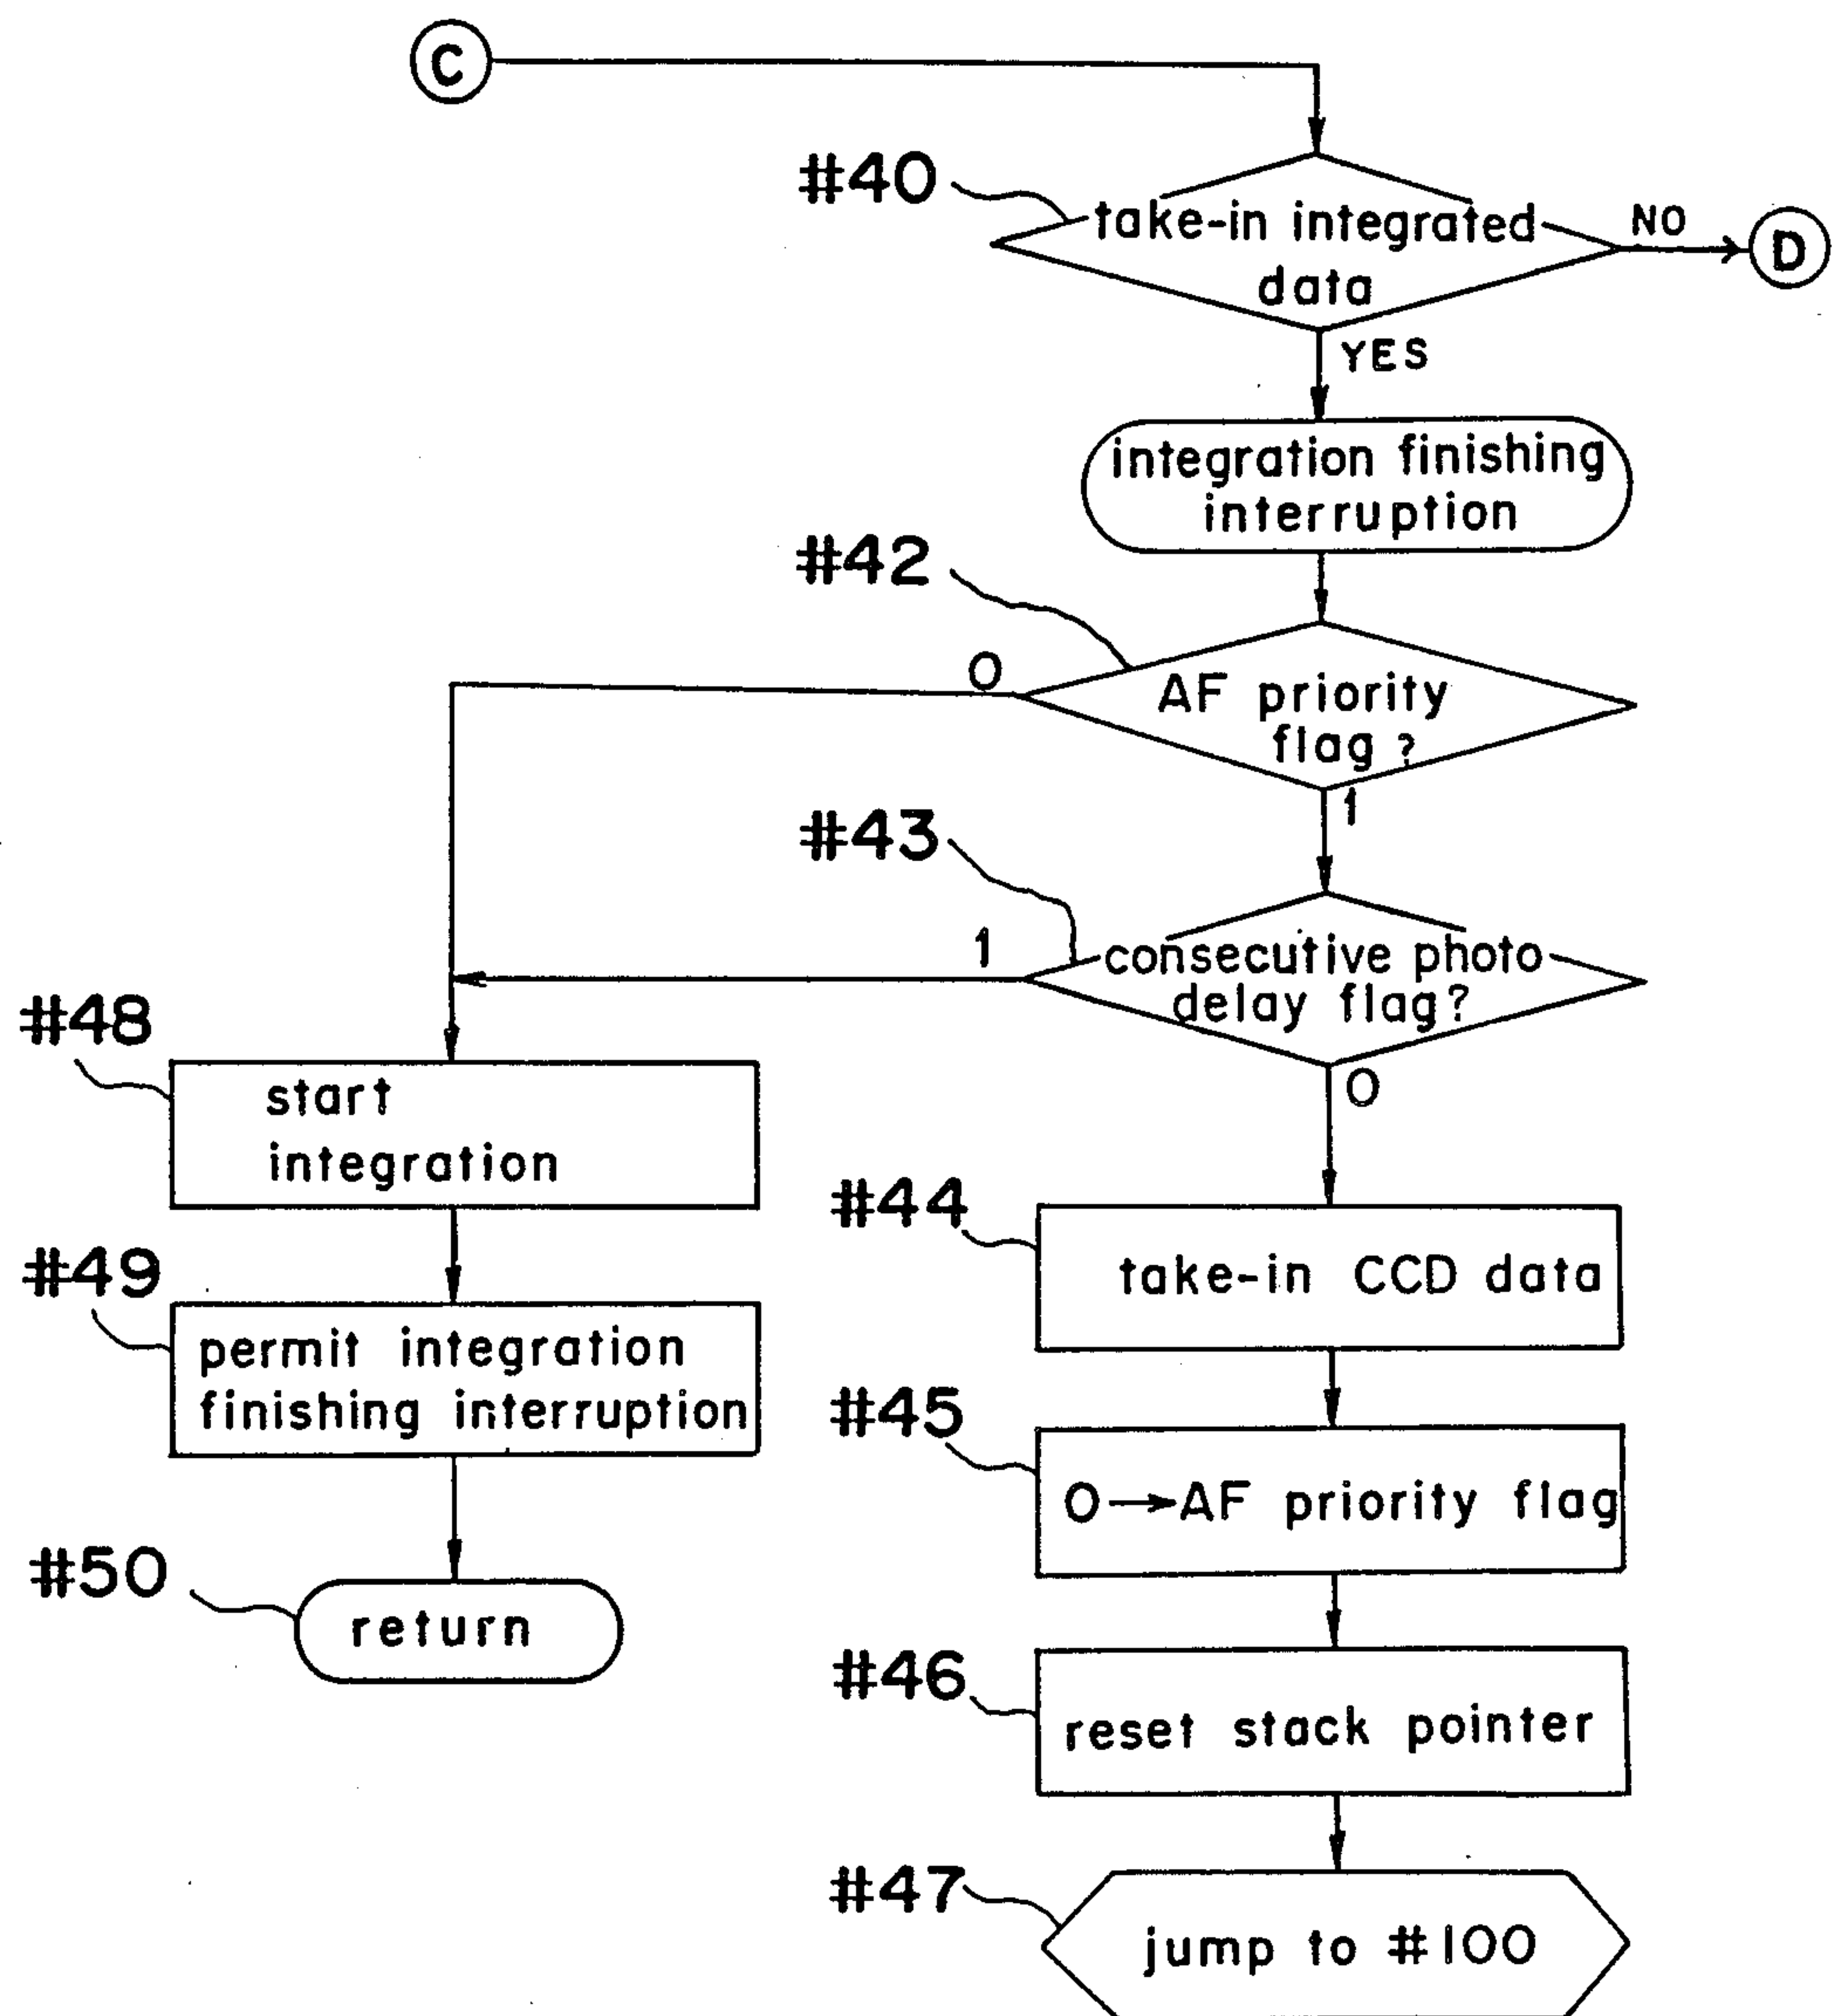 C
#40
take-in integrated
data
NO
D
YES
integration finishing
interruption
#42
0
AF priority
flag?
1
#43
1
consecutive photo
delay flag?
0
#48
start
integration
#44
take-in CCD data
#49
permit integration
finishing interruption
#45
0→AF priority flag
#50
return
#46
reset stack pointer
#47
jump to #100